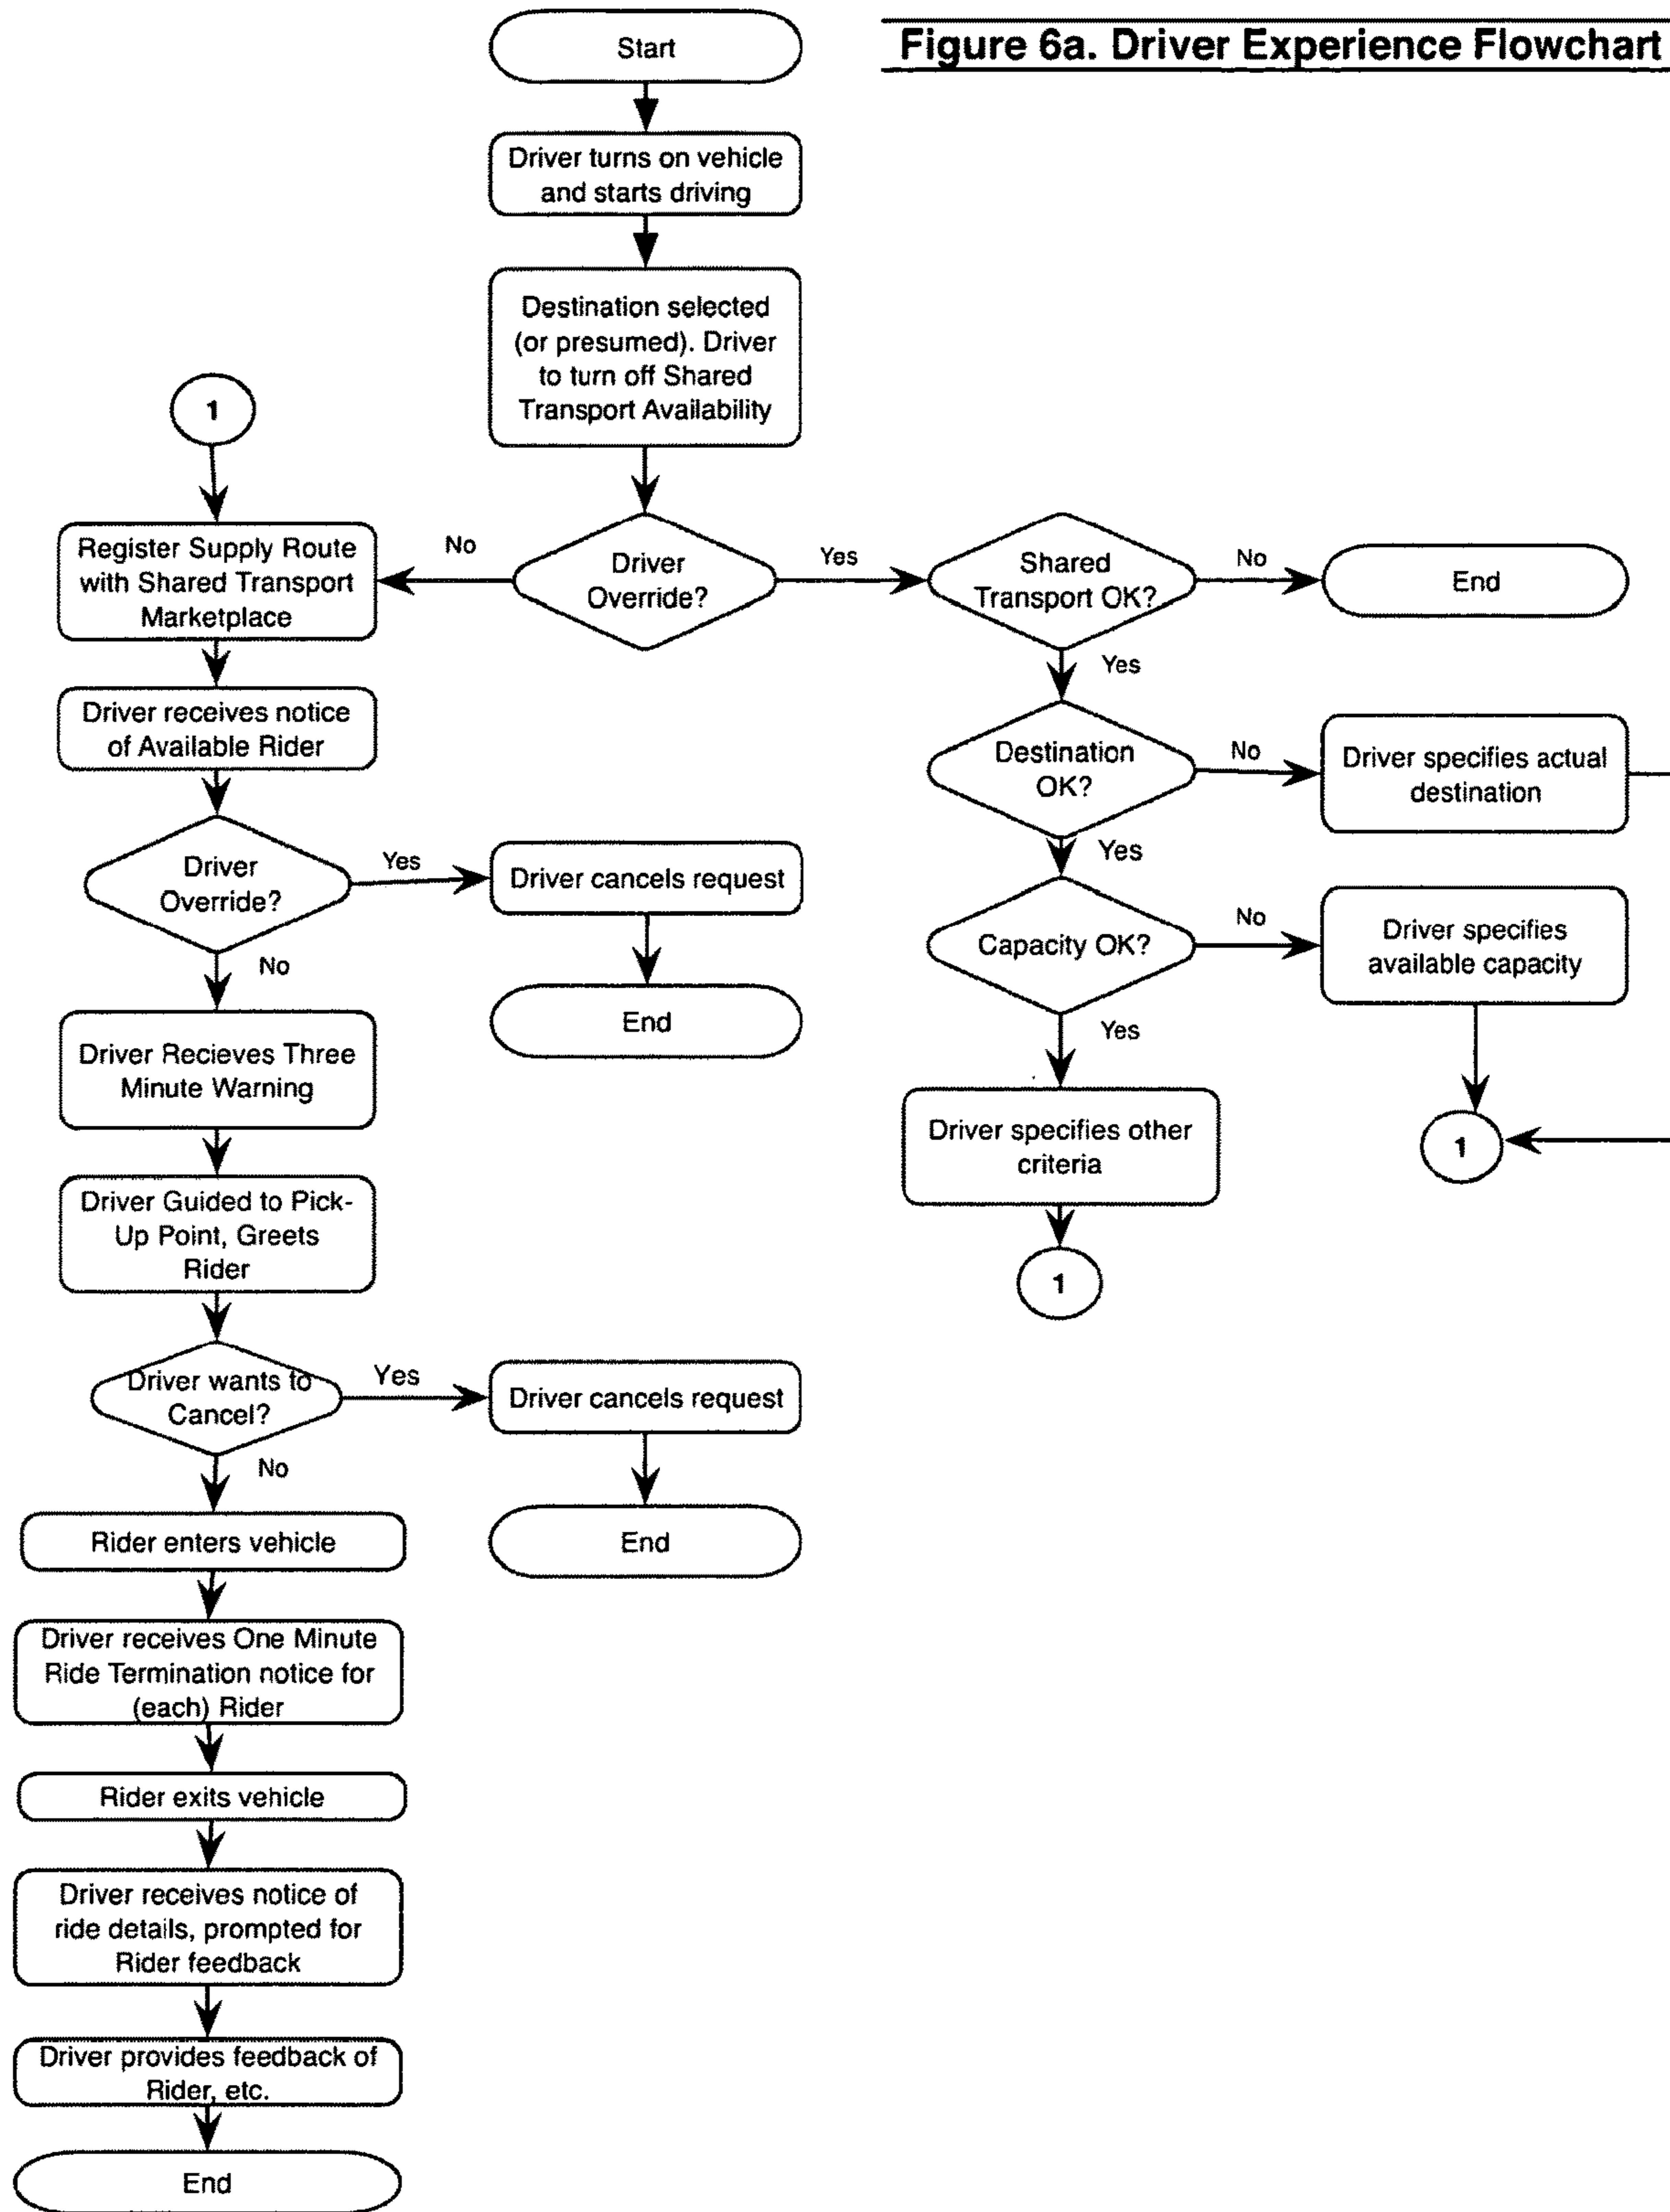 Figure 6a. Driver Experience Flowchart
Start
Driver turns on vehicle
and starts driving
Destination selected
(or presumed). Driver
to turn off Shared
Transport Availability
1
Register Supply Route
with Shared Transport
Marketplace
No
Driver
Override?
Yes
Shared
Transport OK?
No
End
Yes
Driver receives notice
of Available Rider
Destination
OK?
No
Driver specifies actual
destination
Yes
Driver
Override?
Yes
Driver cancels request
End
No
Capacity OK?
No
Driver specifies
available capacity
Yes
1
Driver specifies other
criteria
1
Driver Recieves Three
Minute Warning
Driver Guided to Pick-
Up Point, Greets
Rider
Driver wants to
Cancel?
Yes
Driver cancels request
End
No
Rider enters vehicle
Driver receives One Minute
Ride Termination notice for
(each) Rider
Rider exits vehicle
Driver receives notice of
ride details, prompted for
Rider feedback
Driver provides feedback of
Rider, etc.
End